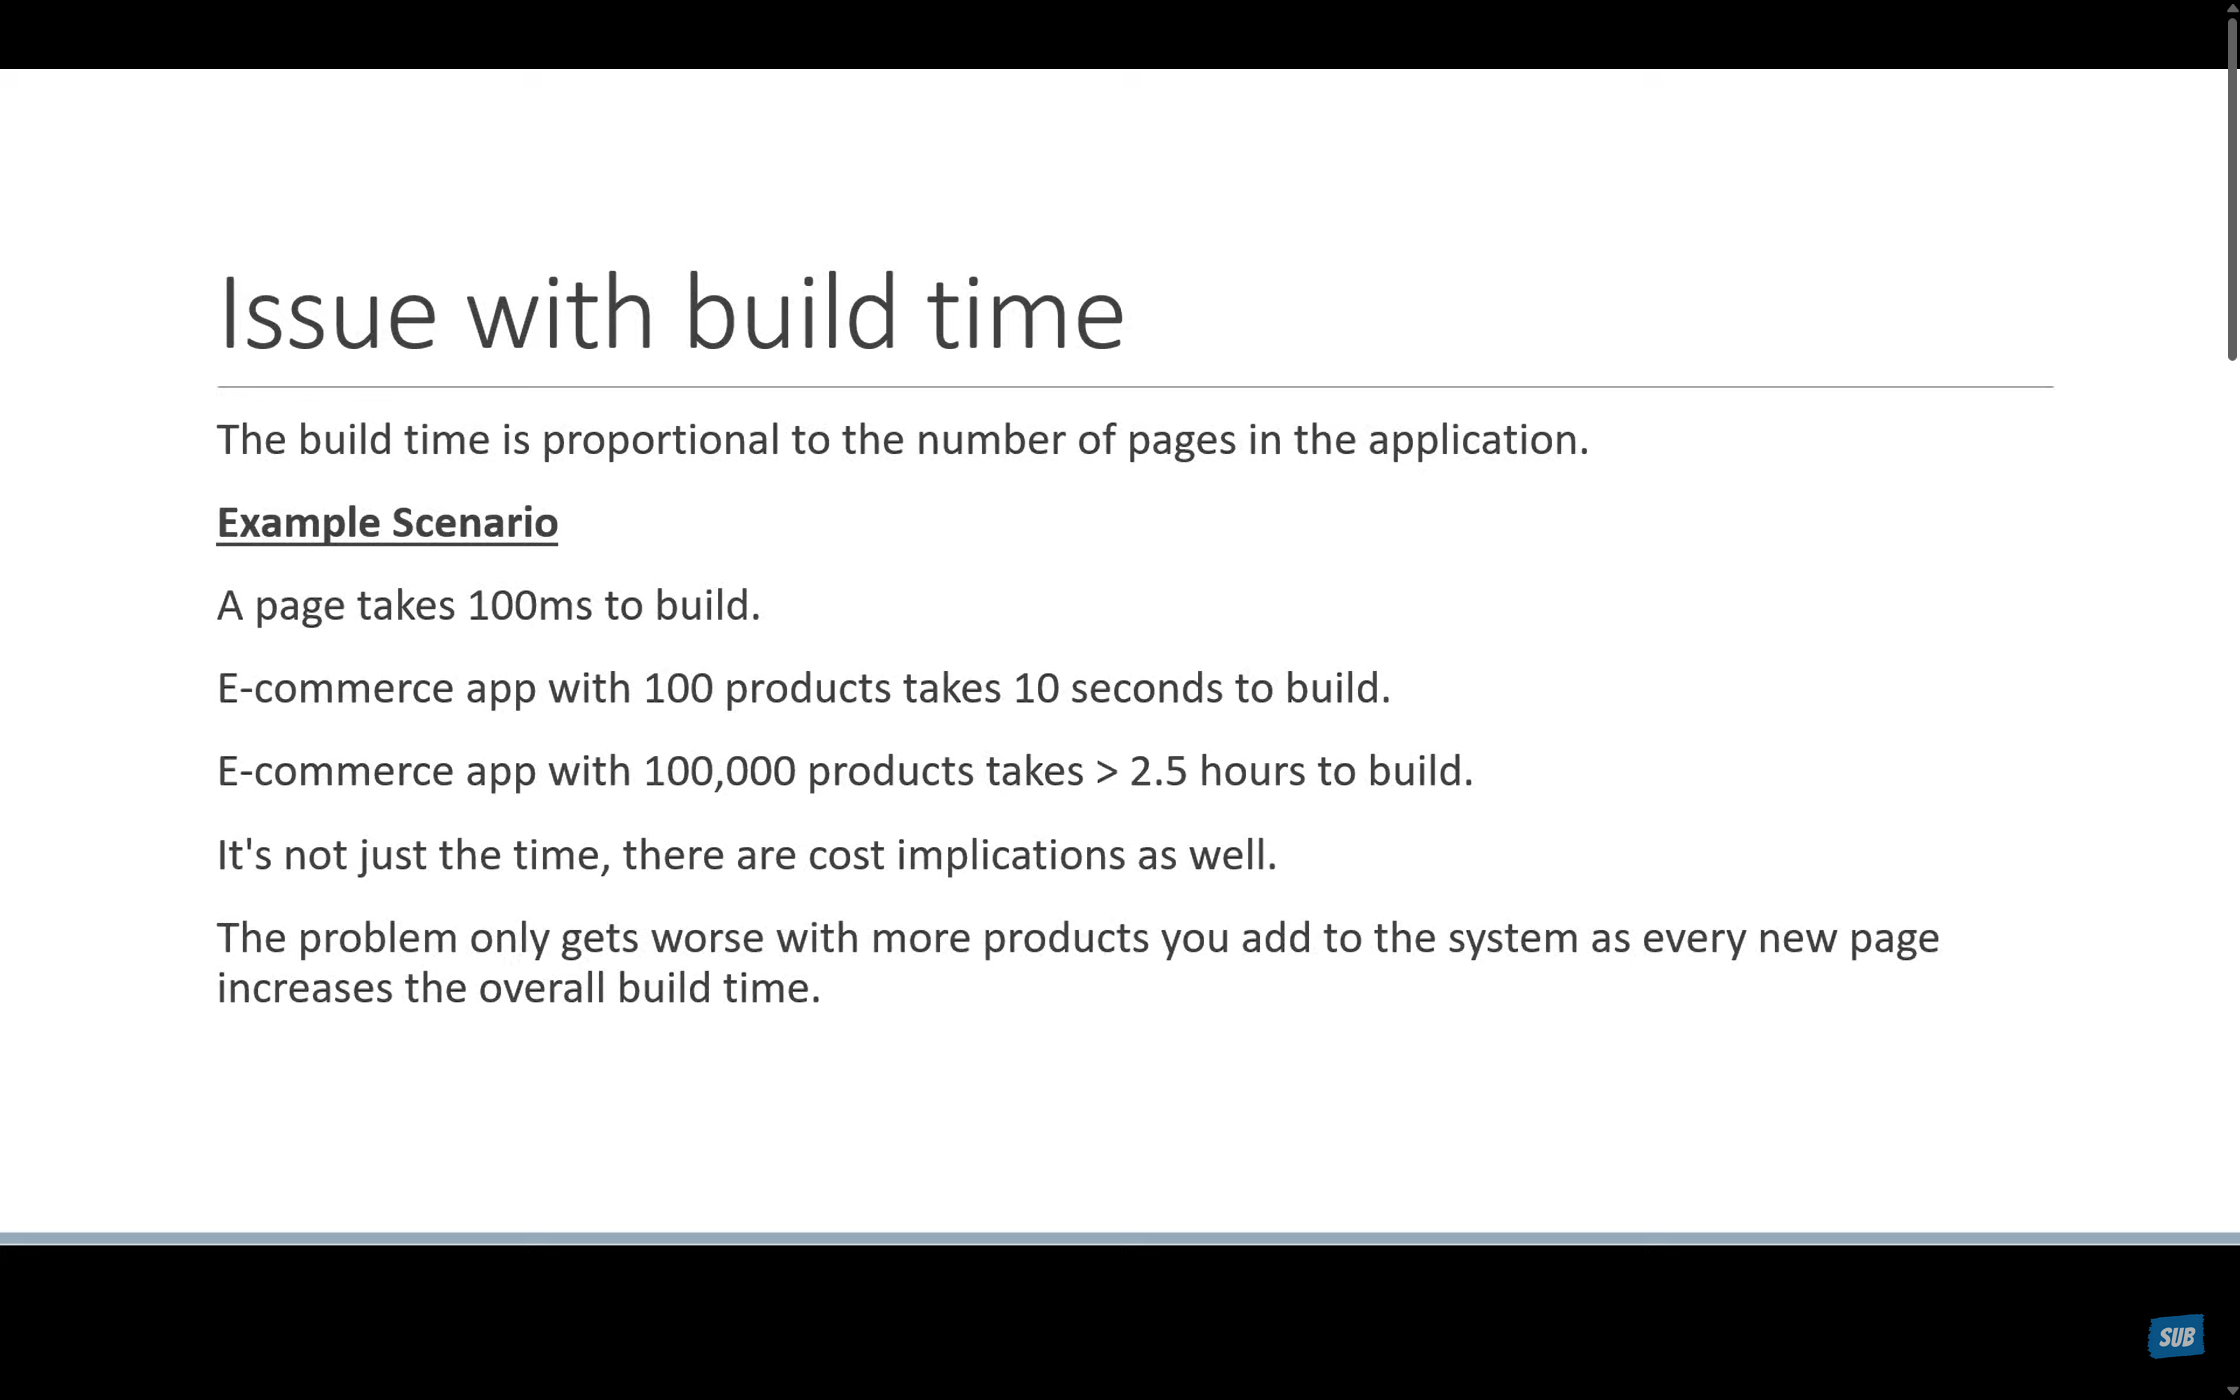 Issue with build time
The build time is proportional to the number of pages in the application.
Example Scenario
A page takes 100ms to build.
E-commerce app with 100 products takes 10 seconds to build.
E-commerce app with 100,000 products takes > 2.5 hours to build.
It's not just the time, there are cost implications as well.
The problem only gets worse with more products you add to the system as every new page
increases the overall build time.
SUB